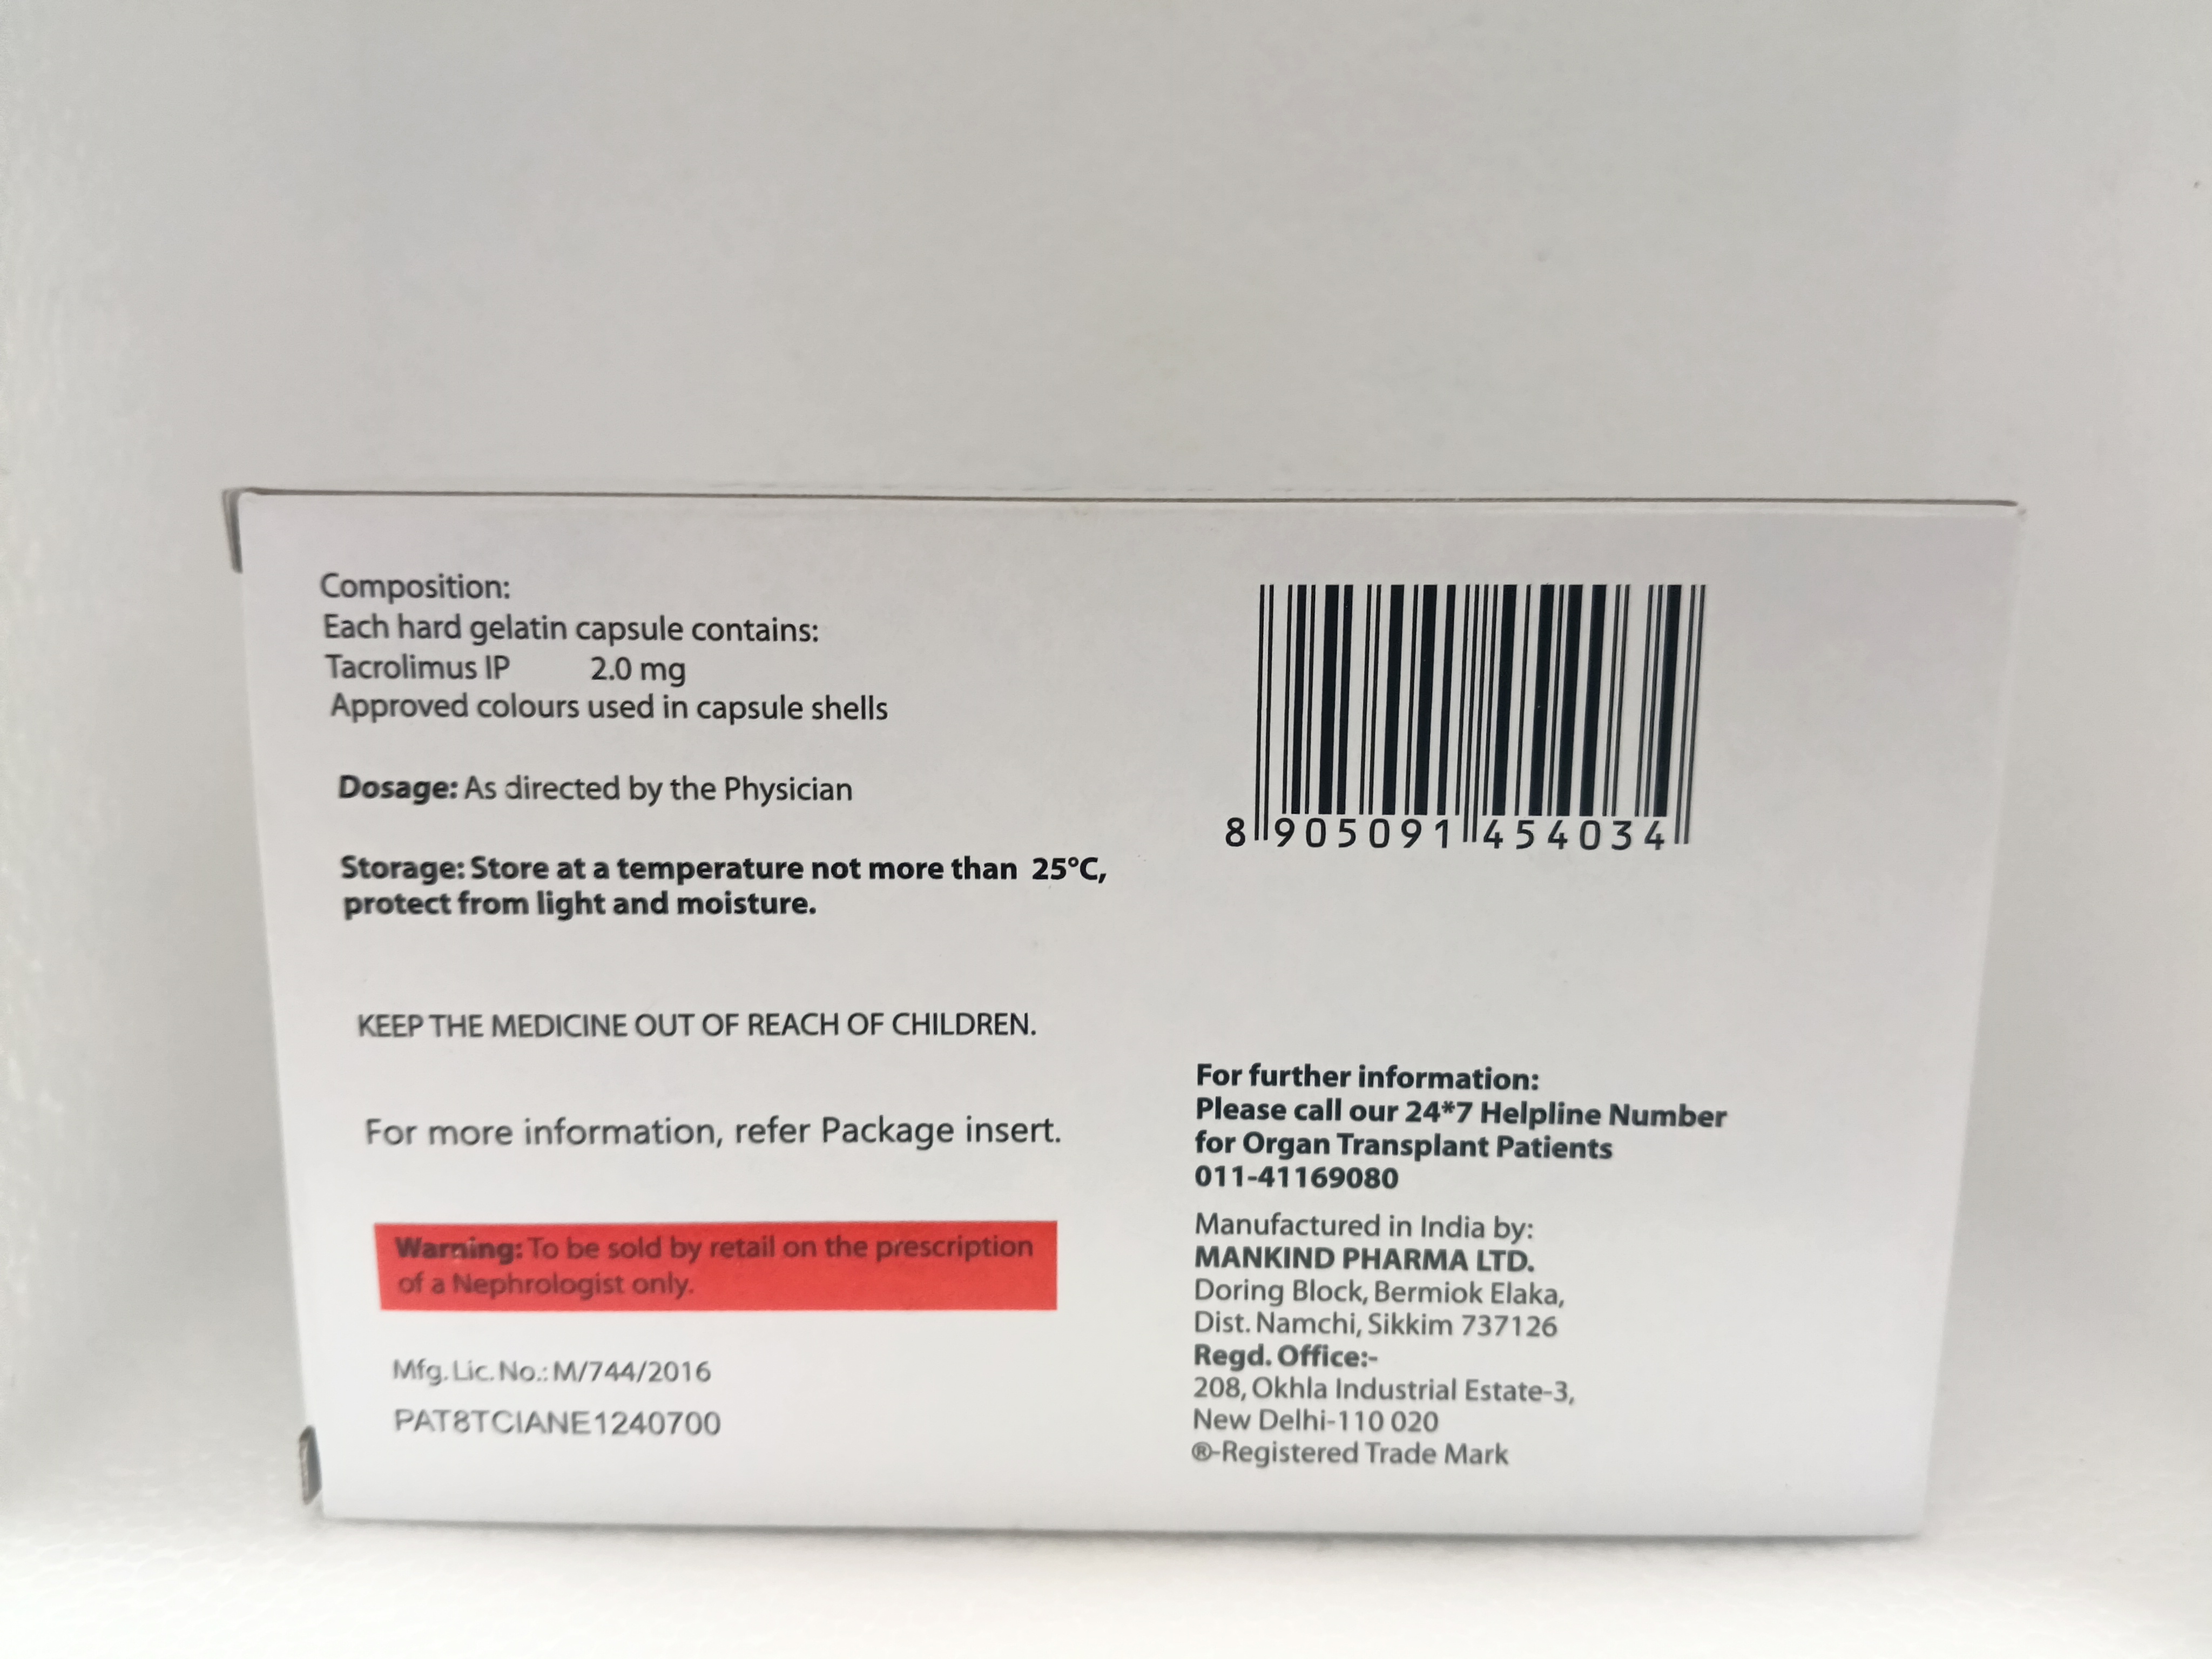 Composition:
Each hard gelatin capsule contains:
Tacrolimus IP 2.0 mg
Approved colours used in capsule shells
Dosage: As directed by the Physician
Storage: Store at a temperature not more than 25°C,
protect from light and moisture.
KEEP THE MEDICINE OUT OF REACH OF CHILDREN.
For more information, refer Package insert.
Warning: To be sold by retail on the prescription
of a Nephrologist only.
Mfg. Lic. No.: M/744/2016
PAT8TCIANE1240700
8 905091 454034
For further information:
Please call our 24*7 Helpline Number
for Organ Transplant Patients
011-41169080
Manufactured in India by:
MANKIND PHARMA LTD.
Doring Block, Bermiok Elaka,
Dist. Namchi, Sikkim 737126
Regd. Office:-
208, Okhla Industrial Estate-3,
New Delhi-110 020
®-Registered Trade Mark